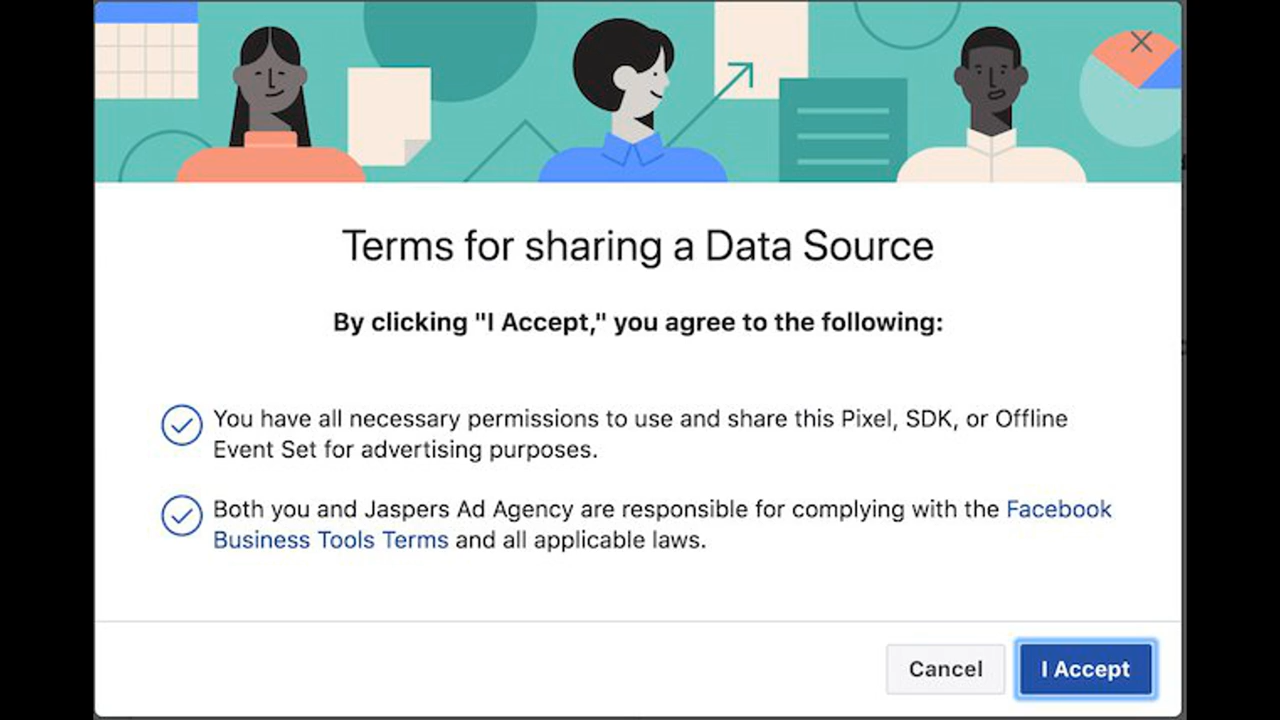 Terms for sharing a Data Source
By clicking "I Accept," you agree to the following:
You have all necessary permissions to use and share this Pixel, SDK, or Offline
Event Set for advertising purposes.
Both you and Jaspers Ad Agency are responsible for complying with the Facebook
Business Tools Terms and all applicable laws.
Cancel
I Accept